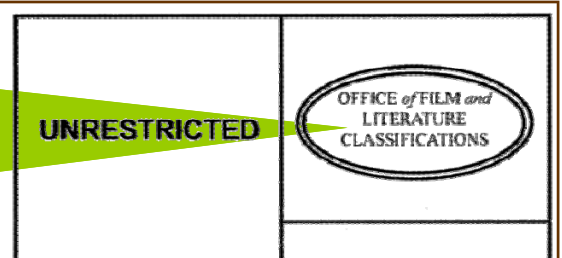 UNRESTRICTED
OFFICE of FILM and
LITERATURE
CLASSIFICATIONS